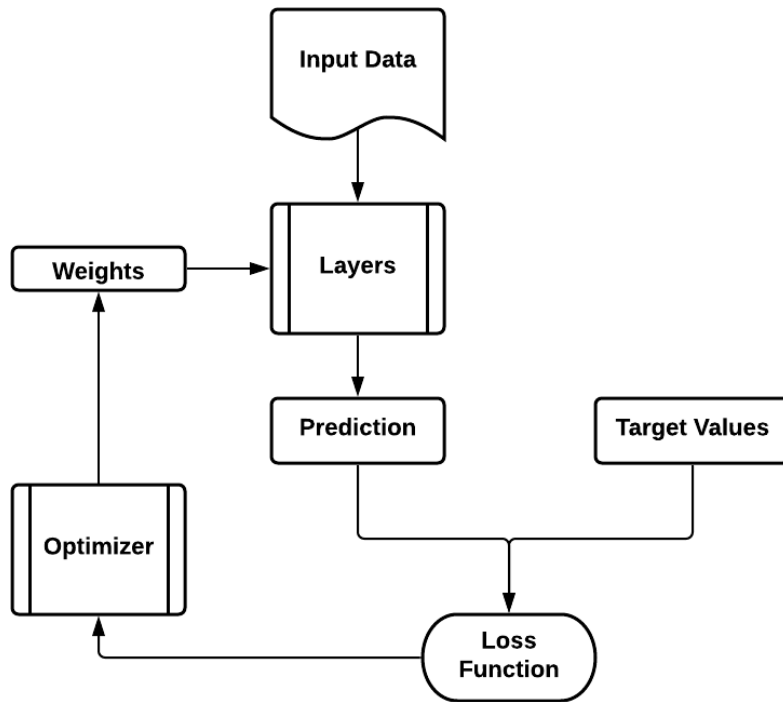 Input Data
Weights
Layers
Prediction
Target Values
Optimizer
Loss
Function